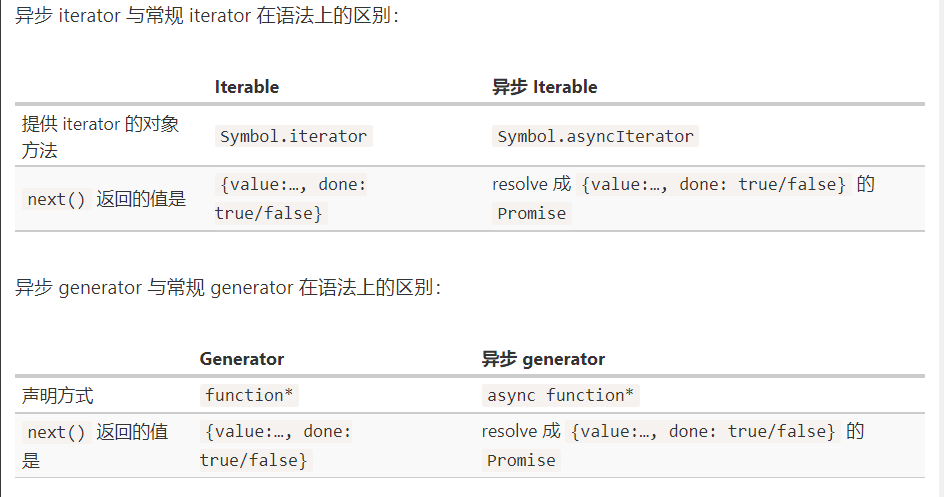 异步 iterator 与常规 iterator 在语法上的区别：
Iterable 异步 Iterable
提供 iterator 的对象
方法
Symbol.iterator Symbol.asyncIterator
next() 返回的值是
{value:…, done:
true/false}
resolve 成 {value:…, done: true/false} 的
Promise
异步 generator 与常规 generator 在语法上的区别：
Generator 异步 generator
声明方式 function* async function*
next() 返回的值
是
{value:…, done:
true/false}
resolve 成 {value:…, done: true/false} 的
Promise